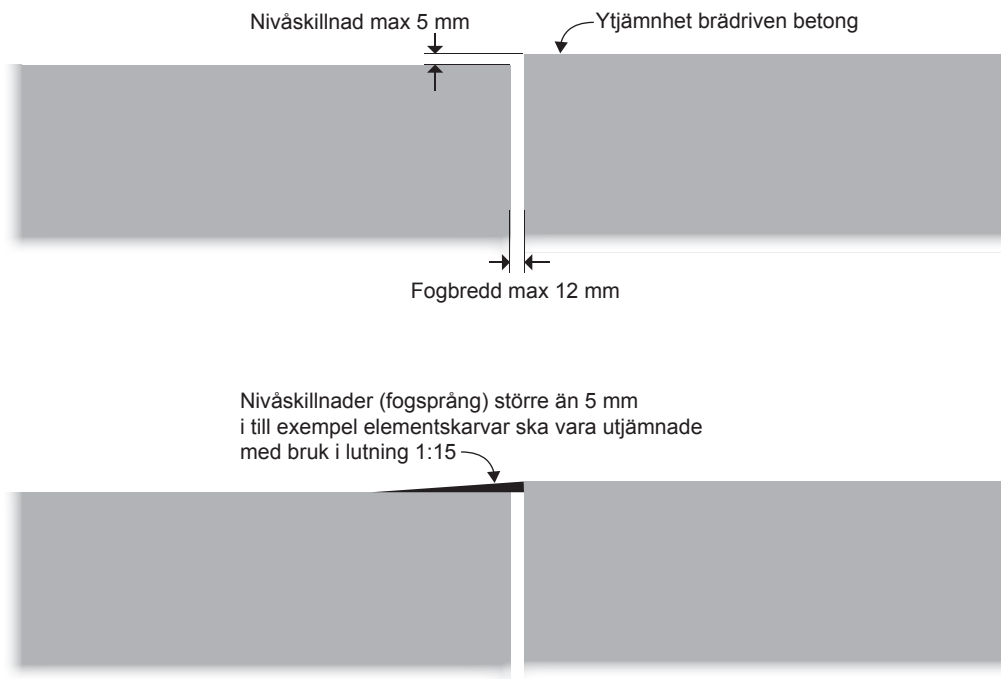 Nivåskillnad max 5 mm
Ytjämnhet brädriven betong
Fogbredd max 12 mm
Nivåskillnader (fogsprång) större än 5 mm
i till exempel elementskarvar ska vara utjämnade
med bruk i lutning 1:15